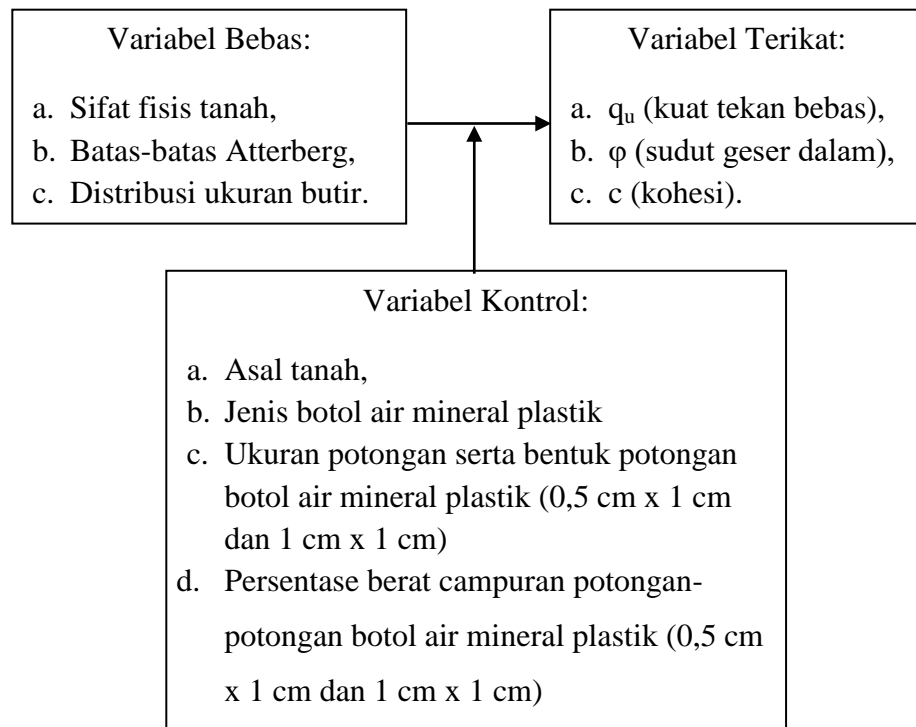 Variabel Bebas:
a. Sifat fisis tanah,
b. Batas-batas Atterberg,
c. Distribusi ukuran butir.
Variabel Terikat:
a. qu (kuat tekan bebas),
b. φ (sudut geser dalam),
c. c (kohesi).
Variabel Kontrol:
a. Asal tanah,
b. Jenis botol air mineral plastik
c. Ukuran potongan serta bentuk potongan
botol air mineral plastik (0,5 cm x 1 cm
dan 1 cm x 1 cm)
d. Persentase berat campuran potongan-
potongan botol air mineral plastik (0,5 cm
x 1 cm dan 1 cm x 1 cm)